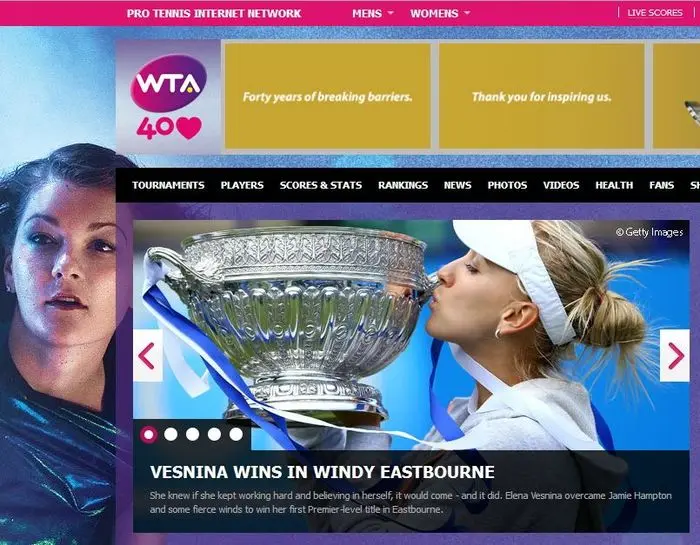 PRO TENNIS INTERNET NETWORK MENS WOMENS LIVE SCORES
WTA
40
Forty years of breaking barriers.
Thank you for inspiring us.
TOURNAMENTS PLAYERS SCORES & STATS RANKINGS NEWS PHOTOS VIDEOS HEALTH FANS
© Getty Images
VESNINA WINS IN WINDY EASTBOURNE
She knew if she kept working hard and believing in herself, it would come - and it did. Elena Vesnina overcame Jamie Hampton
and some fierce winds to win her first Premier-level title in Eastbourne.